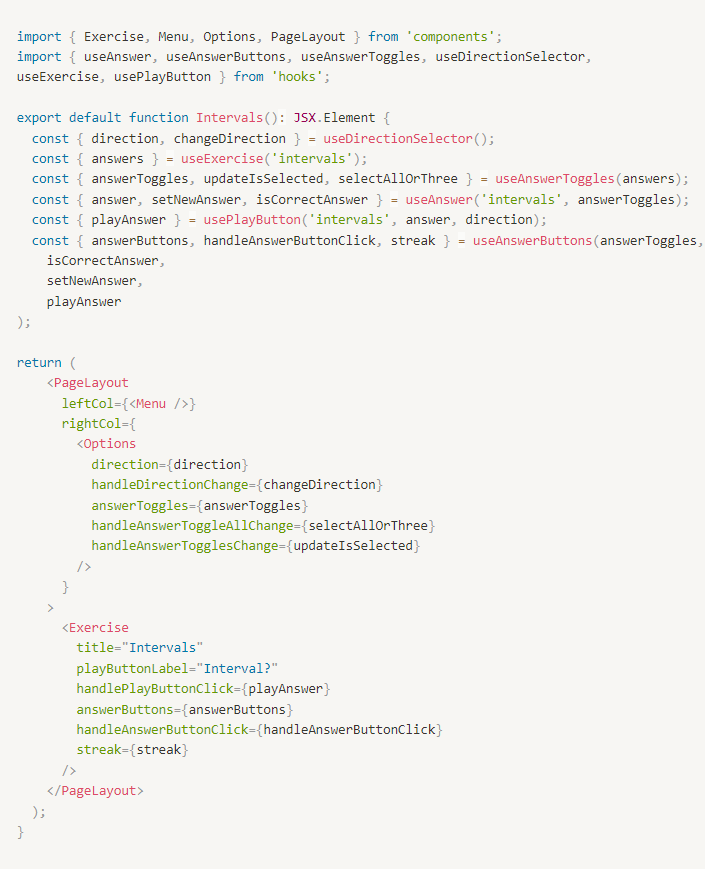 import { Exercise, Menu, Options, PageLayout } from 'components';
import { useAnswer, useAnswerButtons, useAnswerToggles, useDirectionSelector,
useExercise, usePlayButton } from 'hooks';

export default function Intervals(): JSX.Element {
  const { direction, changeDirection } = useDirectionSelector();
  const { answers } = useExercise('intervals');
  const { answerToggles, updateIsSelected, selectAllOrThree } = useAnswerToggles(answers);
  const { answer, setNewAnswer, isCorrectAnswer } = useAnswer('intervals', answerToggles);
  const { playAnswer } = usePlayButton('intervals', answer, direction);
  const { answerButtons, handleAnswerButtonClick, streak } = useAnswerButtons(answerToggles,
    isCorrectAnswer,
    setNewAnswer,
    playAnswer
);

return (
    <PageLayout
      leftCol={<Menu />}
      rightCol={
        <Options
          direction={direction}
          handleDirectionChange={changeDirection}
          answerToggles={answerToggles}
          handleAnswerToggleAllChange={selectAllOrThree}
          handleAnswerTogglesChange={updateIsSelected}
        />
      }
    >
      <Exercise
        title="Intervals"
        playButtonLabel="Interval?"
        handlePlayButtonClick={playAnswer}
        answerButtons={answerButtons}
        handleAnswerButtonClick={handleAnswerButtonClick}
        streak={streak}
      />
    </PageLayout>
  );
}